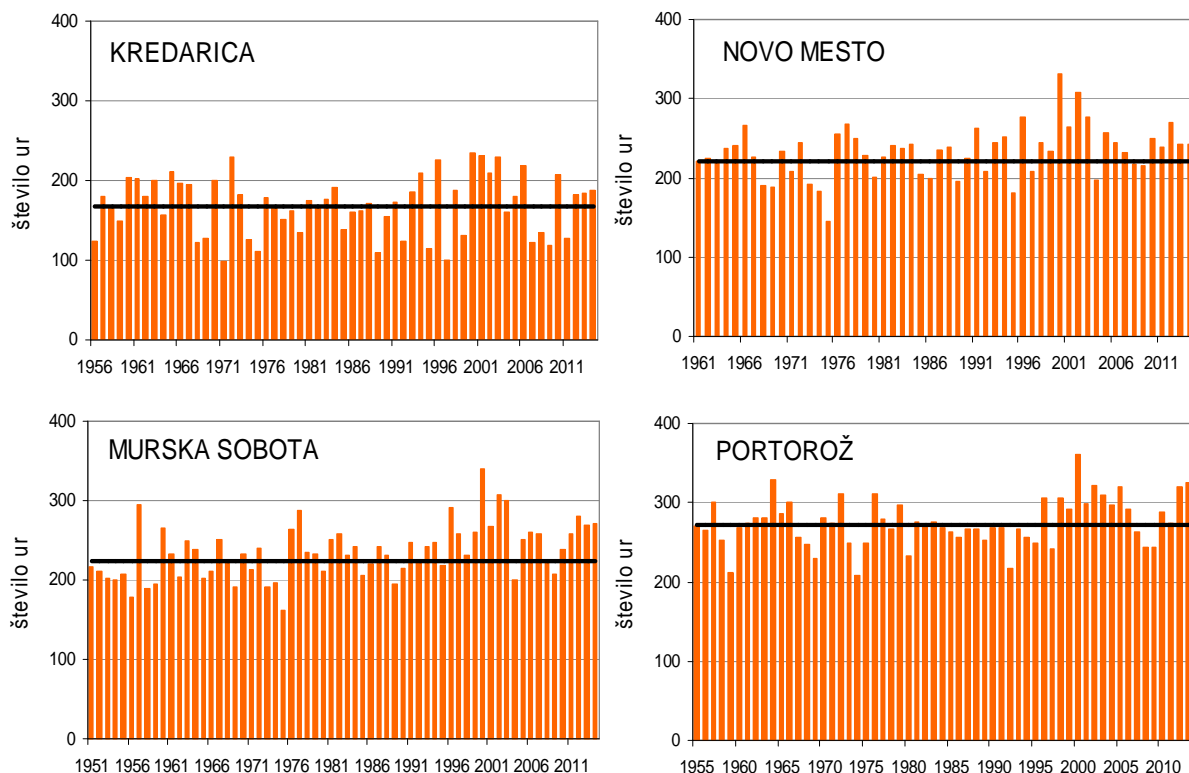 KREDARICA
število ur
400
300
200
100
0
1956 1961 1966 1971 1976 1981 1986 1991 1996 2001 2006 2011
NOVO MESTO
število ur
400
300
200
100
0
1961 1966 1971 1976 1981 1986 1991 1996 2001 2006 2011
MURSKA SOBOTA
število ur
400
300
200
100
0
1951 1956 1961 1966 1971 1976 1981 1986 1991 1996 2001 2006 2011
PORTOROŽ
število ur
400
300
200
100
0
1955 1960 1965 1970 1975 1980 1985 1990 1995 2000 2005 2010